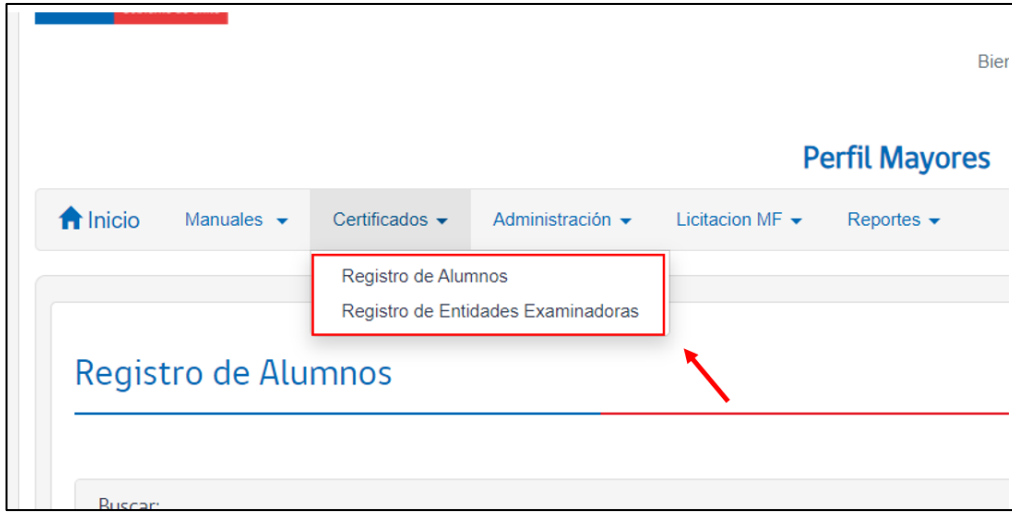 Bien
Perfil Mayores
Inicio Manuales Certificados Administración Licitacion MF Reportes
Registro de Alumnos
Registro de Entidades Examinadoras
Registro de Alumnos
Buscar: